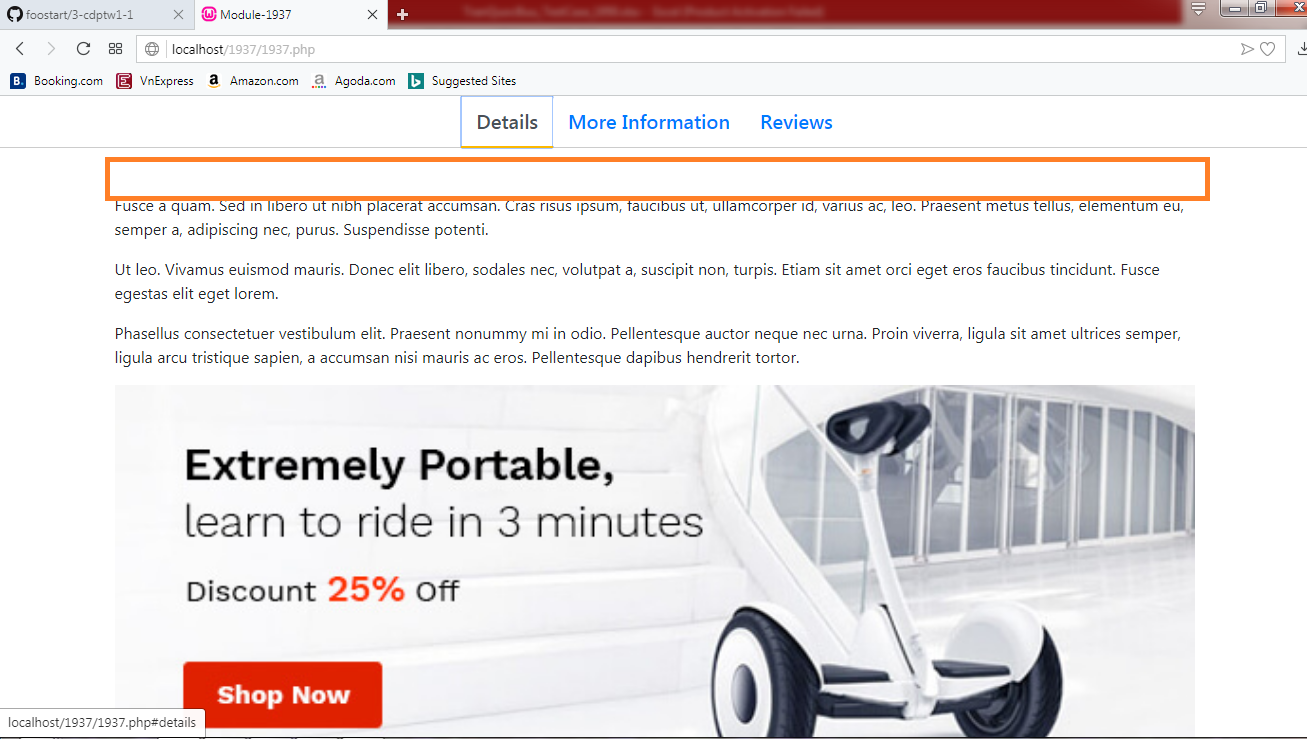 foostart/3-cdptw1-1
Module-1937
localhost/1937/1937.php
B. Booking.com
VnExpress
a Amazon.com
a Agoda.com
b Suggested Sites
Details
More Information
Reviews
Fusce a quam. Sed in libero ut nibh placerat accumsan. Cras risus ipsum, faucibus ut, ullamcorper id, varius ac, leo. Praesent metus tellus, elementum eu,
semper a, adipiscing nec, purus. Suspendisse potenti.
Ut leo. Vivamus euismod mauris. Donec elit libero, sodales nec, volutpat a, suscipit non, turpis. Etiam sit amet orci eget eros faucibus tincidunt. Fusce
egestas elit eget lorem.
Phasellus consectetuer vestibulum elit. Praesent nonummy mi in odio. Pellentesque auctor neque nec urna. Proin viverra, ligula sit amet ultrices semper,
ligula arcu tristique sapien, a accumsan nisi mauris ac eros. Pellentesque dapibus hendrerit tortor.
Extremely Portable,
learn to ride in 3 minutes
Discount 25% Off
Shop Now
localhost/1937/1937.php#details